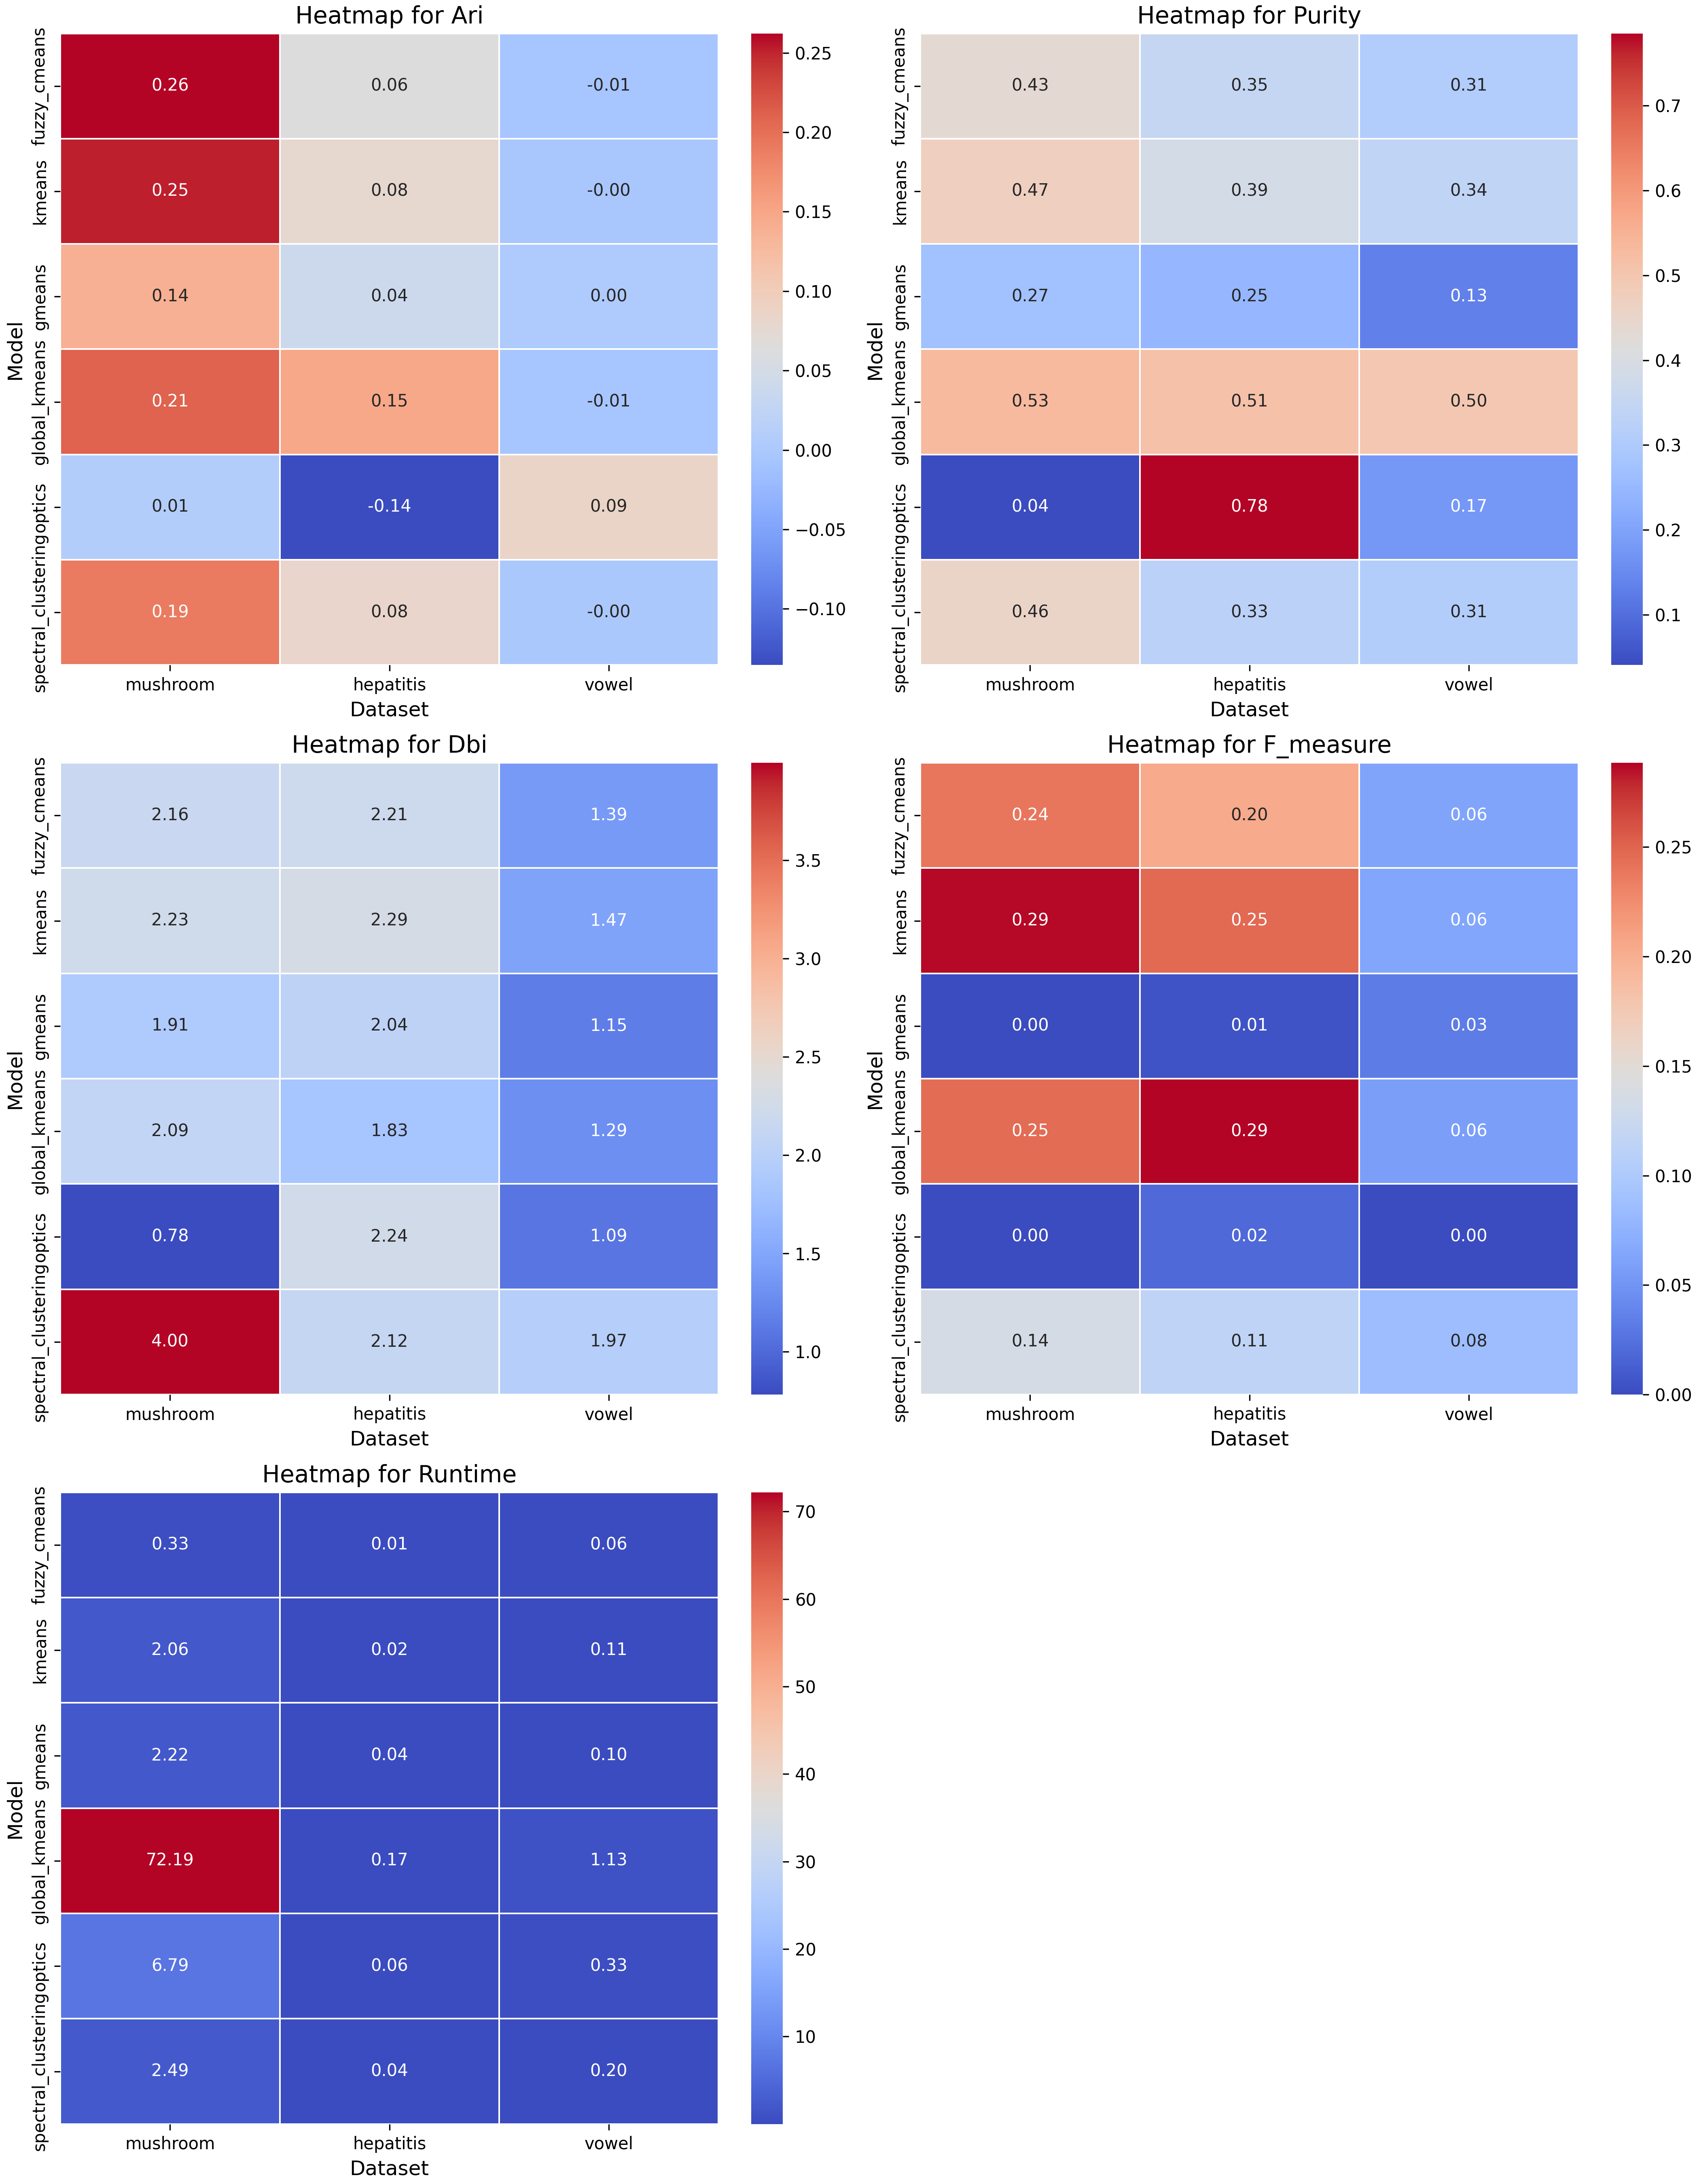 Heatmap for Ari
Model
fuzzy_cmeans
kmeans
gmeans
global_kmeans
optics
spectral_clustering
0.26 0.06 -0.01
0.25 0.08 -0.00
0.14 0.04 0.00
0.21 0.15 -0.01
0.01 -0.14 0.09
0.19 0.08 -0.00
mushroom hepatitis vowel
Dataset
0.25
0.20
0.15
0.10
0.05
0.00
−0.05
−0.10
Heatmap for Purity
Model
fuzzy_cmeans
kmeans
gmeans
global_kmeans
optics
spectral_clustering
0.43 0.35 0.31
0.47 0.39 0.34
0.27 0.25 0.13
0.53 0.51 0.50
0.04 0.78 0.17
0.46 0.33 0.31
mushroom hepatitis vowel
Dataset
0.7
0.6
0.5
0.4
0.3
0.2
0.1
Heatmap for Dbi
Model
fuzzy_cmeans
kmeans
gmeans
global_kmeans
optics
spectral_clustering
2.16 2.21 1.39
2.23 2.29 1.47
1.91 2.04 1.15
2.09 1.83 1.29
0.78 2.24 1.09
4.00 2.12 1.97
mushroom hepatitis vowel
Dataset
3.5
3.0
2.5
2.0
1.5
1.0
Heatmap for F_measure
Model
fuzzy_cmeans
kmeans
gmeans
global_kmeans
optics
spectral_clustering
0.24 0.20 0.06
0.29 0.25 0.06
0.00 0.01 0.03
0.25 0.29 0.06
0.00 0.02 0.00
0.14 0.11 0.08
mushroom hepatitis vowel
Dataset
0.25
0.20
0.15
0.10
0.05
0.00
Heatmap for Runtime
Model
fuzzy_cmeans
kmeans
gmeans
global_kmeans
optics
spectral_clustering
0.33 0.01 0.06
2.06 0.02 0.11
2.22 0.04 0.10
72.19 0.17 1.13
6.79 0.06 0.33
2.49 0.04 0.20
mushroom hepatitis vowel
Dataset
70
60
50
40
30
20
10